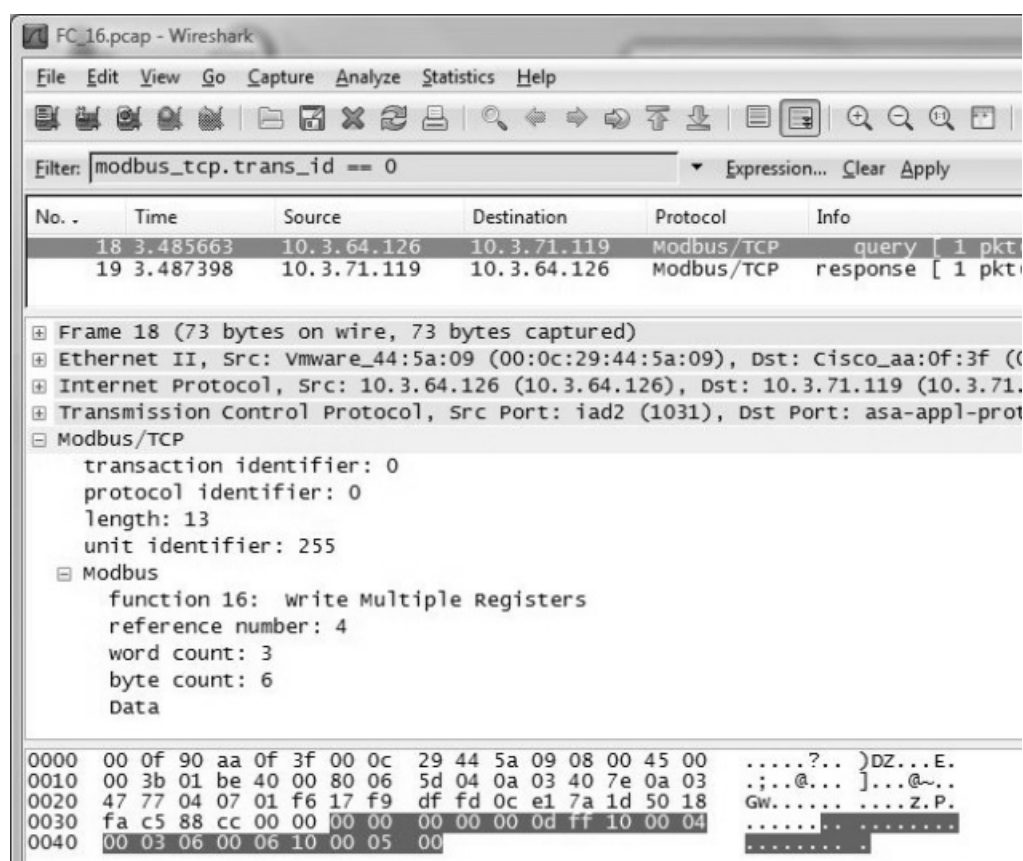 FC_16.pcap - Wireshark
File Edit View Go Capture Analyze Statistics Help
Filter: modbus_tcp.trans_id == 0 Expression... Clear Apply
No. . Time Source Destination Protocol Info
18 3.485663 10.3.64.126 10.3.71.119 Modbus/TCP query [ 1 pkt(
19 3.487398 10.3.71.119 10.3.64.126 Modbus/TCP response [ 1 pkt(
Frame 18 (73 bytes on wire, 73 bytes captured)
Ethernet II, Src: Vmware_44:5a:09 (00:0c:29:44:5a:09), Dst: Cisco_aa:0f:3f (0
Internet Protocol, Src: 10.3.64.126 (10.3.64.126), Dst: 10.3.71.119 (10.3.71.
Transmission Control Protocol, Src Port: iad2 (1031), Dst Port: asa-appl-prot
Modbus/TCP
transaction identifier: 0
protocol identifier: 0
length: 13
unit identifier: 255
Modbus
function 16: Write Multiple Registers
reference number: 4
word count: 3
byte count: 6
Data
0000 00 0f 90 aa 0f 3f 00 0c 29 44 5a 09 08 00 45 00 .....?.. )DZ...E.
0010 00 3b 01 be 40 00 80 06 5d 04 0a 03 40 7e 0a 03 .;..@... ]...@~..
0020 47 77 04 07 01 f6 17 f9 df fd 0c e1 7a 1d 50 18 Gw...... ....z.P.
0030 fa c5 88 cc 00 00 00 00 00 00 00 0d ff 10 00 04 ........ ........
0040 00 03 06 00 06 10 00 05 00 ........ .